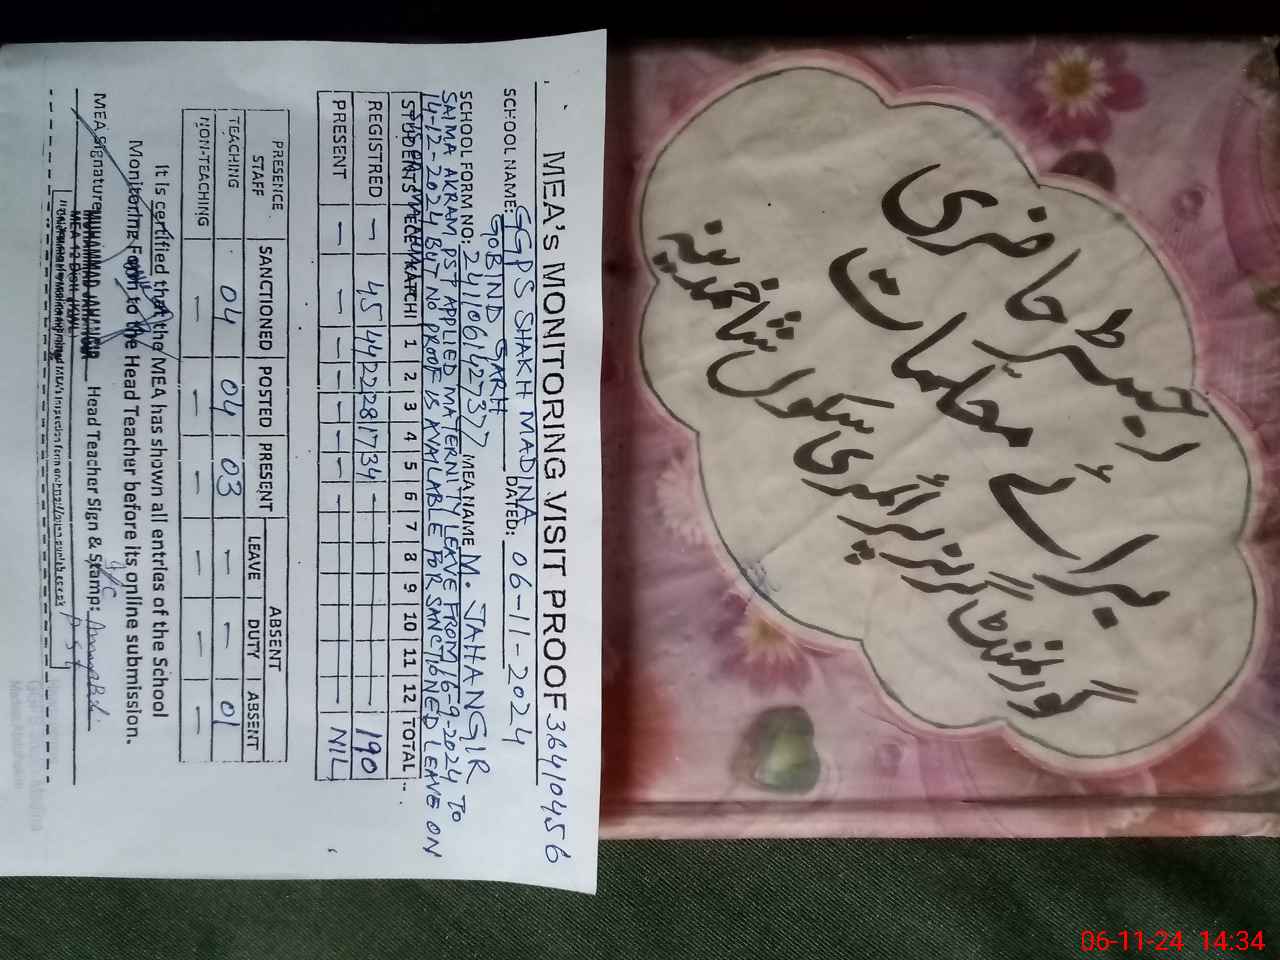 MEA's MONITORING VISIT PROOF 36410456
SCHOOL NAME: GGPS SHAKH MADINA DATED: 06-11-2024
GOBIND GARH
SCHOOL FORM NO: 2411061427377 MEA NAME M. JAHANGIR
SAIMA AKRAM PST APPLIED MATERNITY LEAVE FROM 16-9-2024 TO
14-12-2024 BUT NO PROOF IS AVAILABLE FOR SANCTIONED LEAVE ON
STUDENTS ECE KATCHI 1 2 3 4 5 6 7 8 9 10 11 12 TOTAL
REGISTRED — 45 44 22 28 17 34 — 190
PRESENT — — — — — — — — NIL
PRESENCE SANCTIONED POSTED PRESENT ABSENT
STAFF LEAVE DUTY ABSENT
TEACHING 04 04 03 — — 01
NON-TEACHING — — — — — —
It is certified that the MEA has shown all entries of the School
Monitoring Form to the Head Teacher before its online submission.
MEA Signature MUHAMMAD JAHANGIR Head Teacher Sign & Stamp:
PST
رجسٹر حاضری
برائے معلمات
گورنمنٹ گرلز پرائمری سکول شاخ مدینہ
06-11-24 14:34